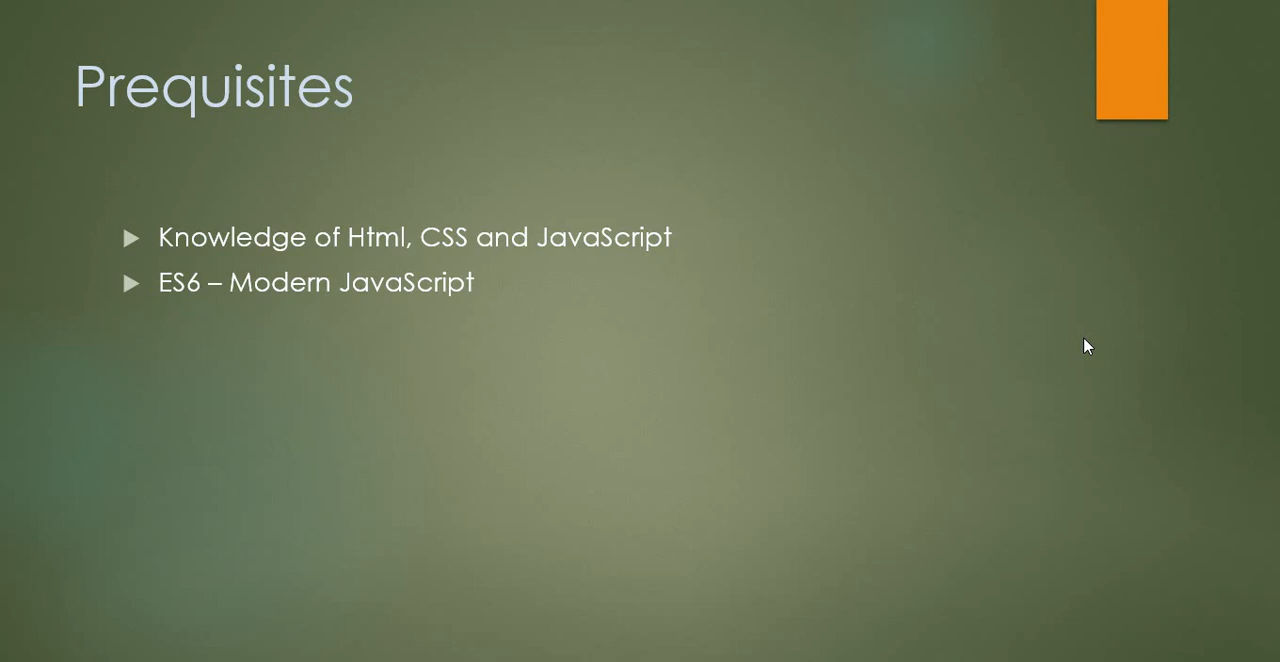 Prequisites
Knowledge of Html, CSS and JavaScript
ES6 – Modern JavaScript